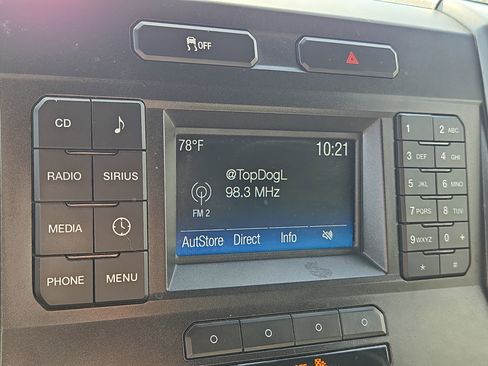 OFF
CD
RADIO SIRIUS
MEDIA
PHONE MENU
78°F 10:21
@TopDogL
98.3 MHz
FM 2
AutStore Direct Info
1 2 ABC
3 DEF 4 GHI
5 JKL 6 MNO
7 PQRS 8 TUV
9 WXYZ 0 +
* #